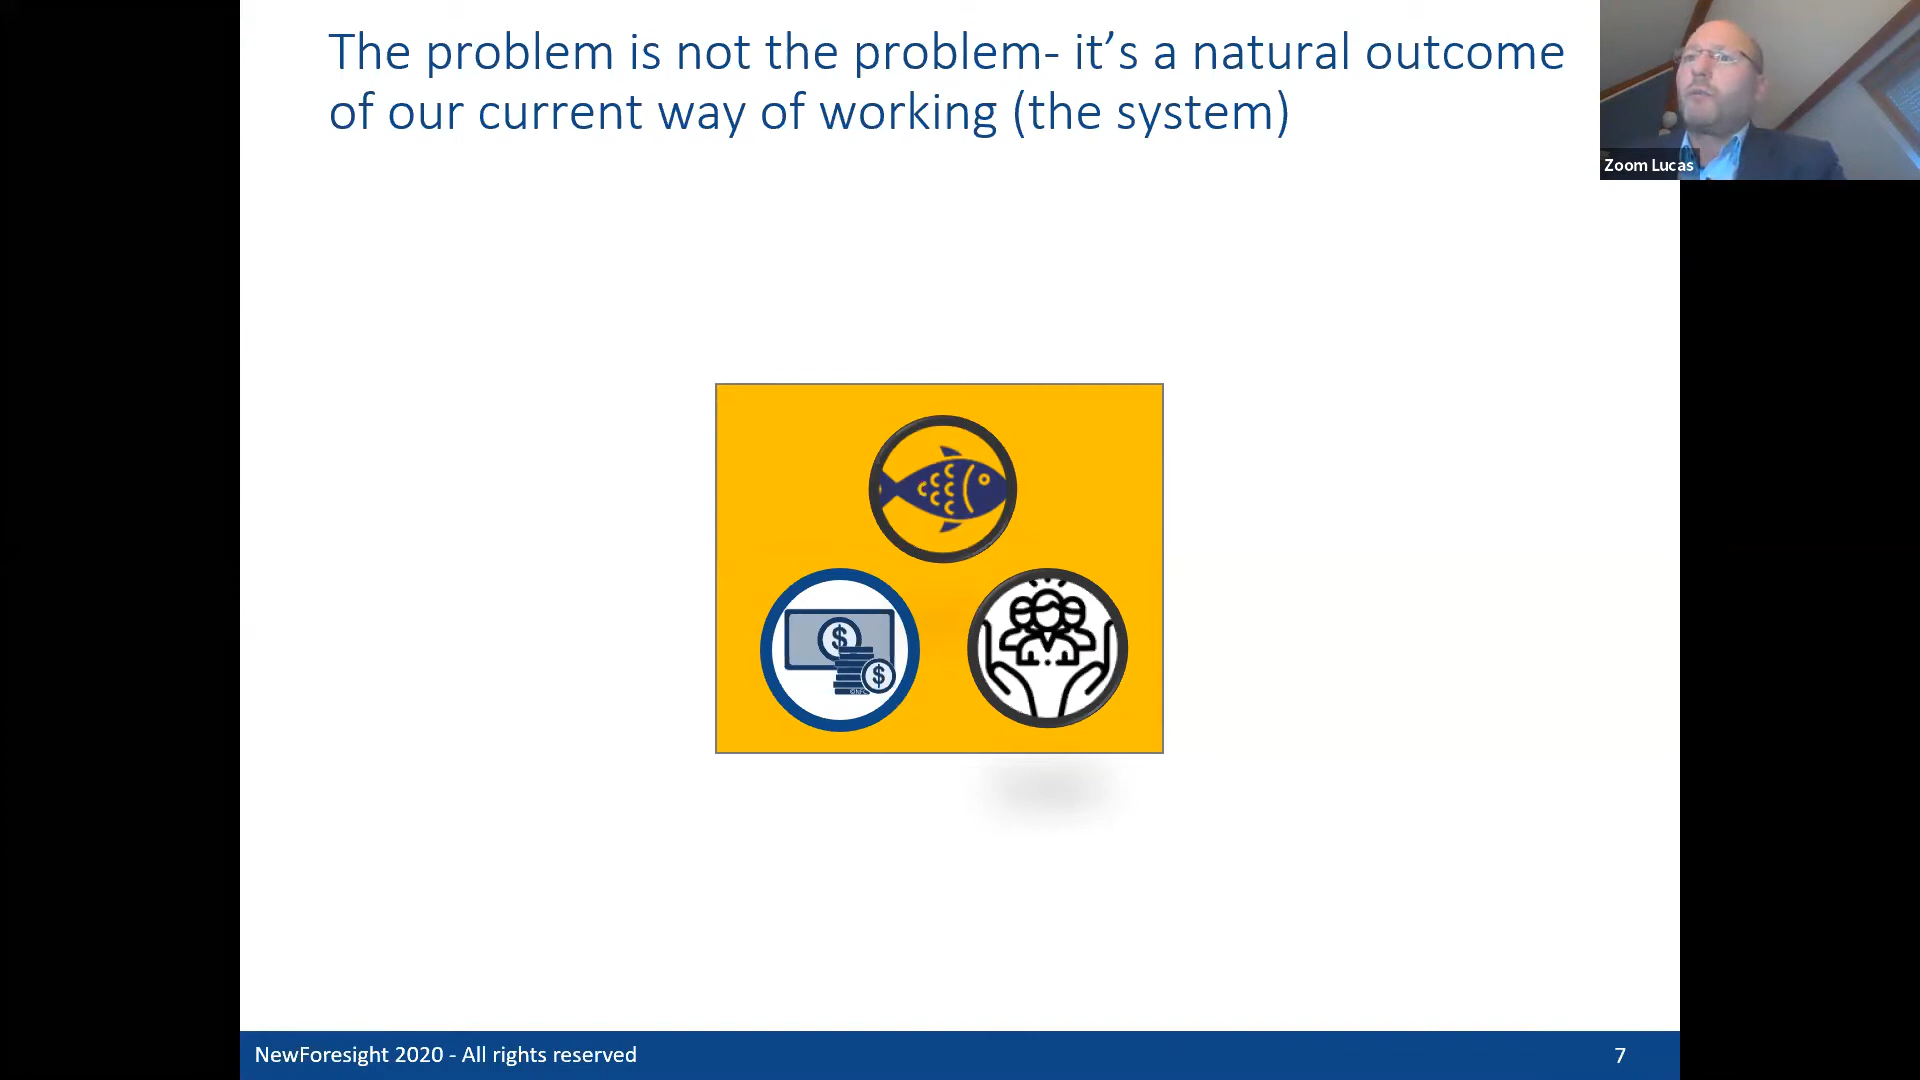 The problem is not the problem- it’s a natural outcome
of our current way of working (the system)
Zoom Lucas
$
$
NewForesight 2020 - All rights reserved
7